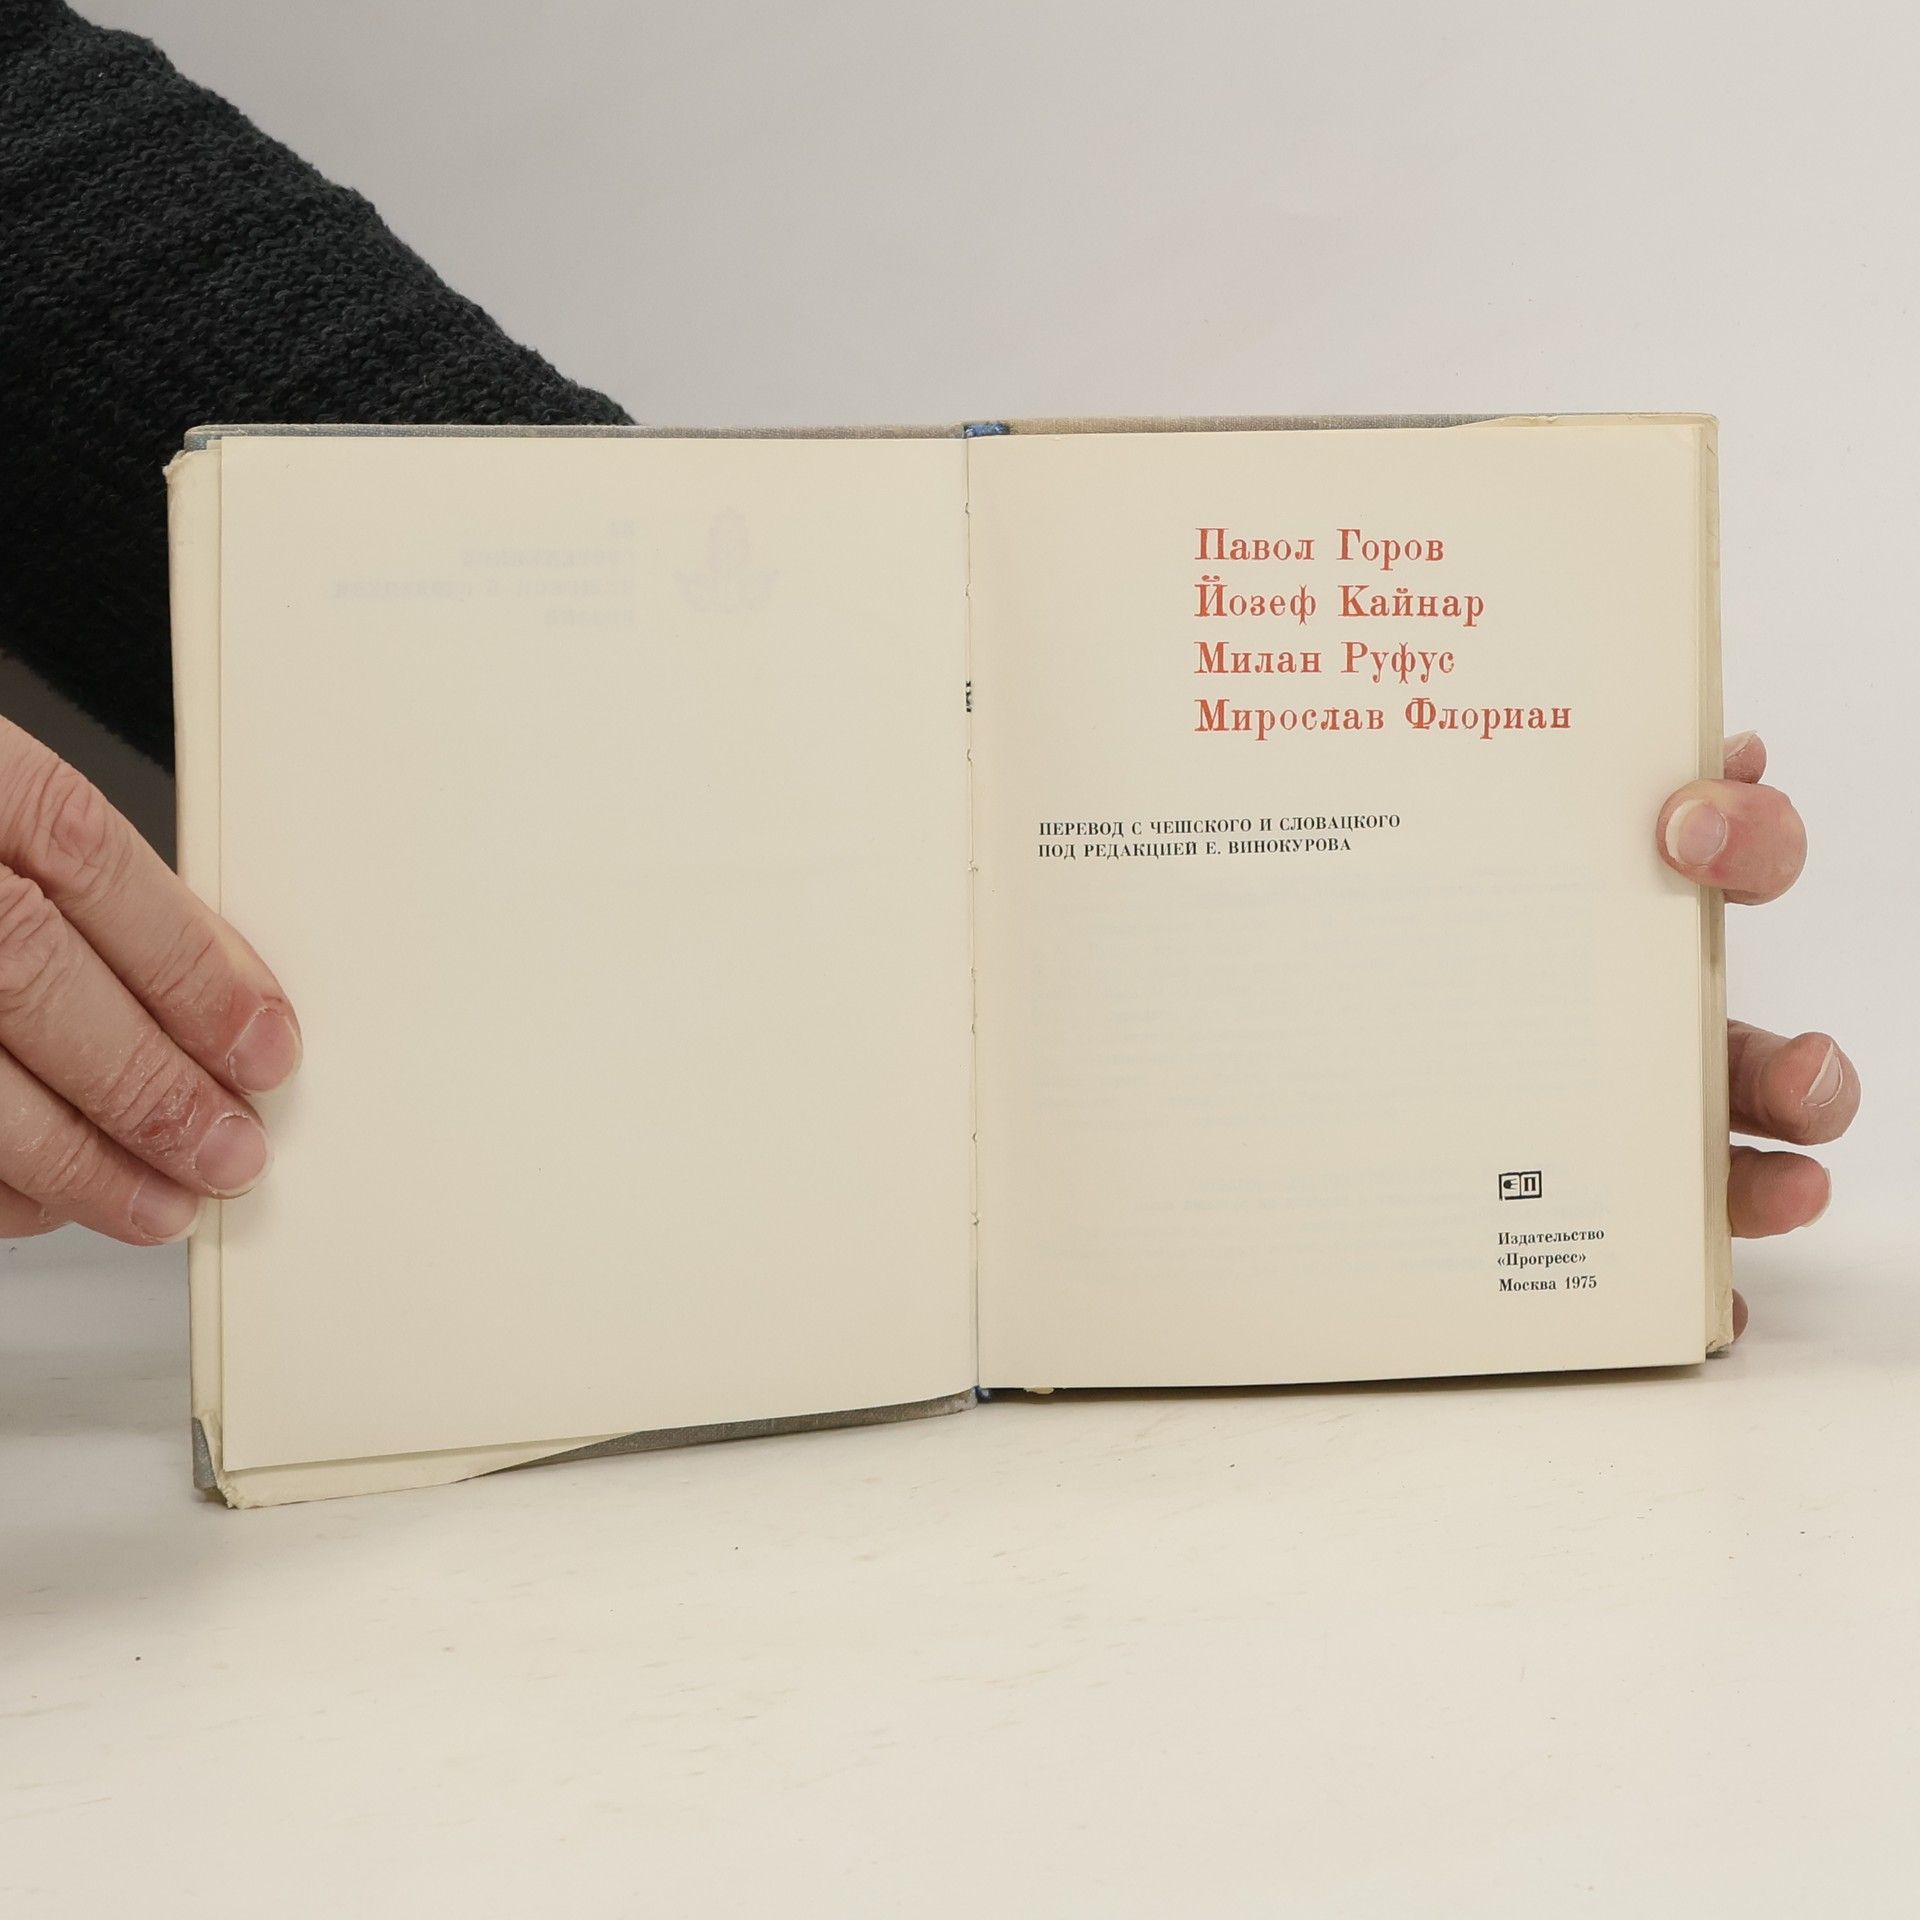 Павол Горов
Йозеф Кайнар
Милан Руфус
Мирослав Флориан
ПЕРЕВОД С ЧЕШСКОГО И СЛОВАЦКОГО
ПОД РЕДАКЦИЕЙ Е. ВИНОКУРОВА
П
Издательство
«Прогресс»
Москва 1975